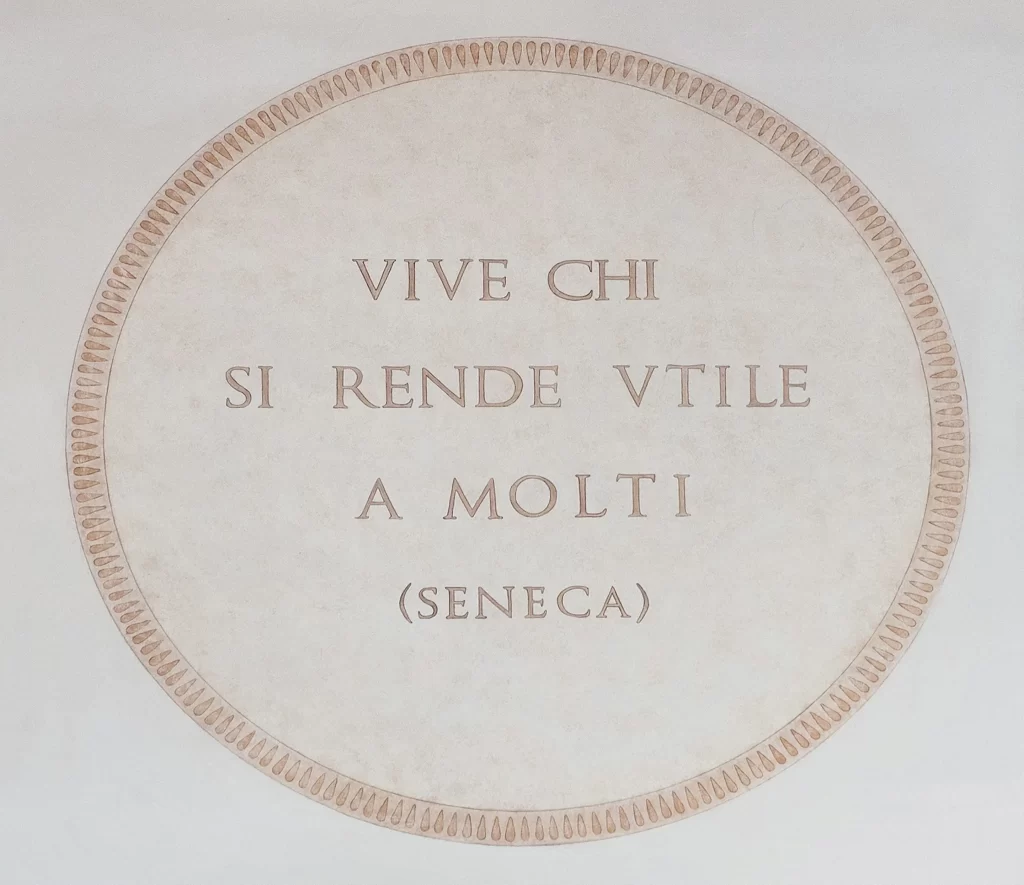 VIVE CHI
SI RENDE VTILE
A MOLTI
(SENECA)